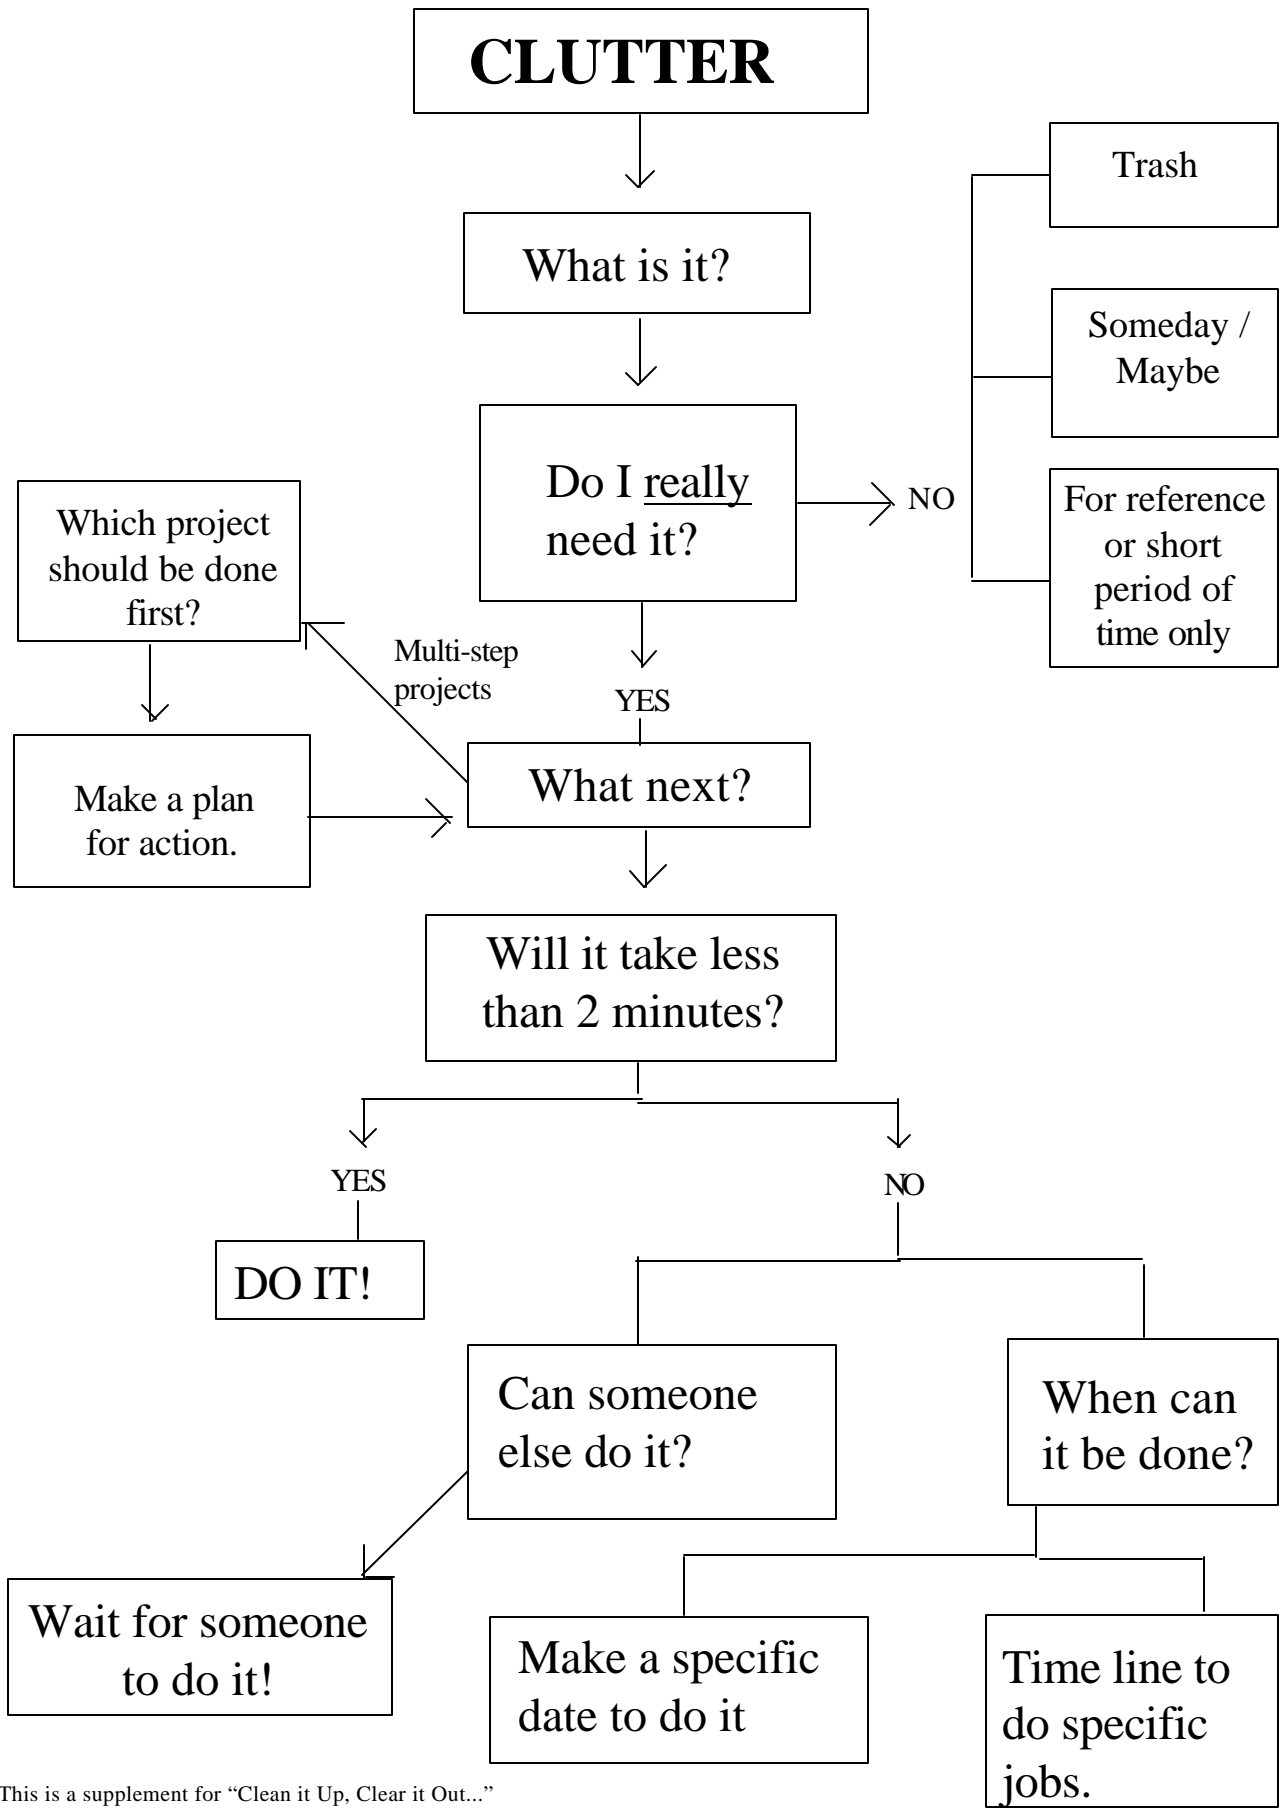 CLUTTER
Trash
What is it?
Someday /
Maybe
Do I really
need it?
NO
For reference
or short
period of
time only
Which project
should be done
first?
Multi-step
projects
YES
What next?
Make a plan
for action.
Will it take less
than 2 minutes?
YES
NO
DO IT!
Can someone
else do it?
When can
it be done?
Wait for someone
to do it!
Make a specific
date to do it
Time line to
do specific
jobs.
This is a supplement for “Clean it Up, Clear it Out...”